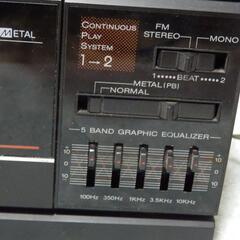 METAL
CONTINUOUS
PLAY
SYSTEM
1→2
FM
STEREO
MONO
1•••••BEAT•••••2
METAL(PB)
NORMAL
5 BAND GRAPHIC EQUALIZER
+10 +10
0 0
-10 -10
100Hz 350Hz 1KHz 3.5KHz 10KHz